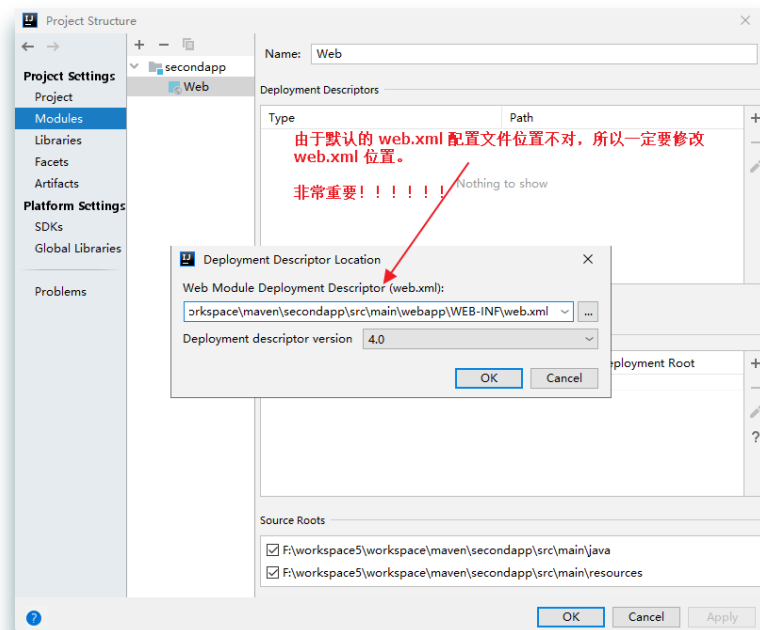 Project Structure
Project Settings
Project
Modules
Libraries
Facets
Artifacts
Platform Settings
SDKs
Global Libraries
Problems
secondapp
Web
Name: Web
Deployment Descriptors
Type Path
由于默认的 web.xml 配置文件位置不对，所以一定要修改
web.xml 位置。
非常重要！！！！！！
Nothing to show
Deployment Descriptor Location
Web Module Deployment Descriptor (web.xml):
orkspace\maven\secondapp\src\main\webapp\WEB-INF\web.xml ...
Deployment descriptor version 4.0
OK Cancel
eployment Root
?
Source Roots
F:\workspace5\workspace\maven\secondapp\src\main\java
F:\workspace5\workspace\maven\secondapp\src\main\resources
? OK Cancel Apply